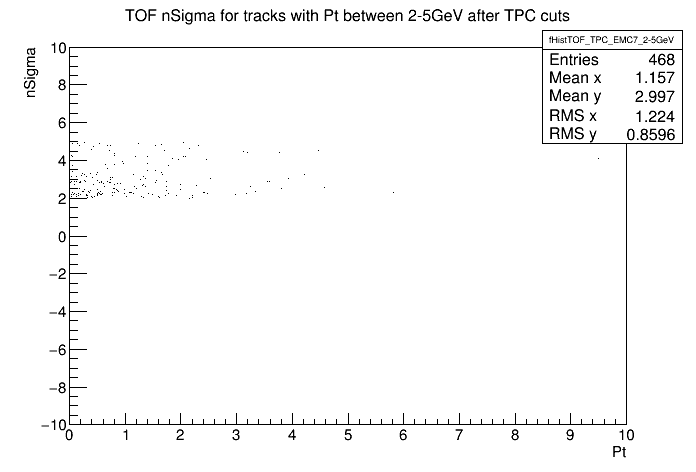 TOF nSigma for tracks with Pt between 2-5GeV after TPC cuts
fHistTOF_TPC_EMC7_2-5GeV
Entries 468
Mean x 1.157
Mean y 2.997
RMS x 1.224
RMS y 0.8596
nSigma
10
8
6
4
2
0
−2
−4
−6
−8
−10
0 1 2 3 4 5 6 7 8 9 10
Pt